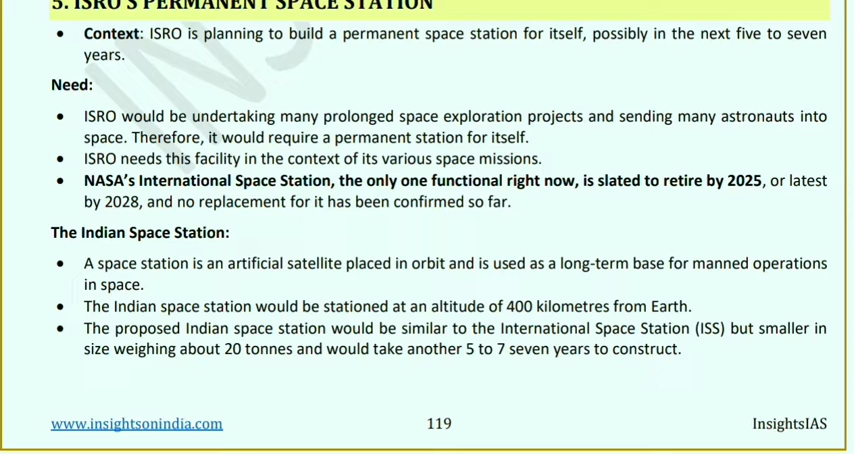 5. ISRO'S PERMANENT SPACE STATION
• Context: ISRO is planning to build a permanent space station for itself, possibly in the next five to seven
years.
Need:
• ISRO would be undertaking many prolonged space exploration projects and sending many astronauts into
space. Therefore, it would require a permanent station for itself.
• ISRO needs this facility in the context of its various space missions.
• NASA's International Space Station, the only one functional right now, is slated to retire by 2025, or latest
by 2028, and no replacement for it has been confirmed so far.
The Indian Space Station:
• A space station is an artificial satellite placed in orbit and is used as a long-term base for manned operations
in space.
• The Indian space station would be stationed at an altitude of 400 kilometres from Earth.
• The proposed Indian space station would be similar to the International Space Station (ISS) but smaller in
size weighing about 20 tonnes and would take another 5 to 7 seven years to construct.
www.insightsonindia.com 119 InsightsIAS